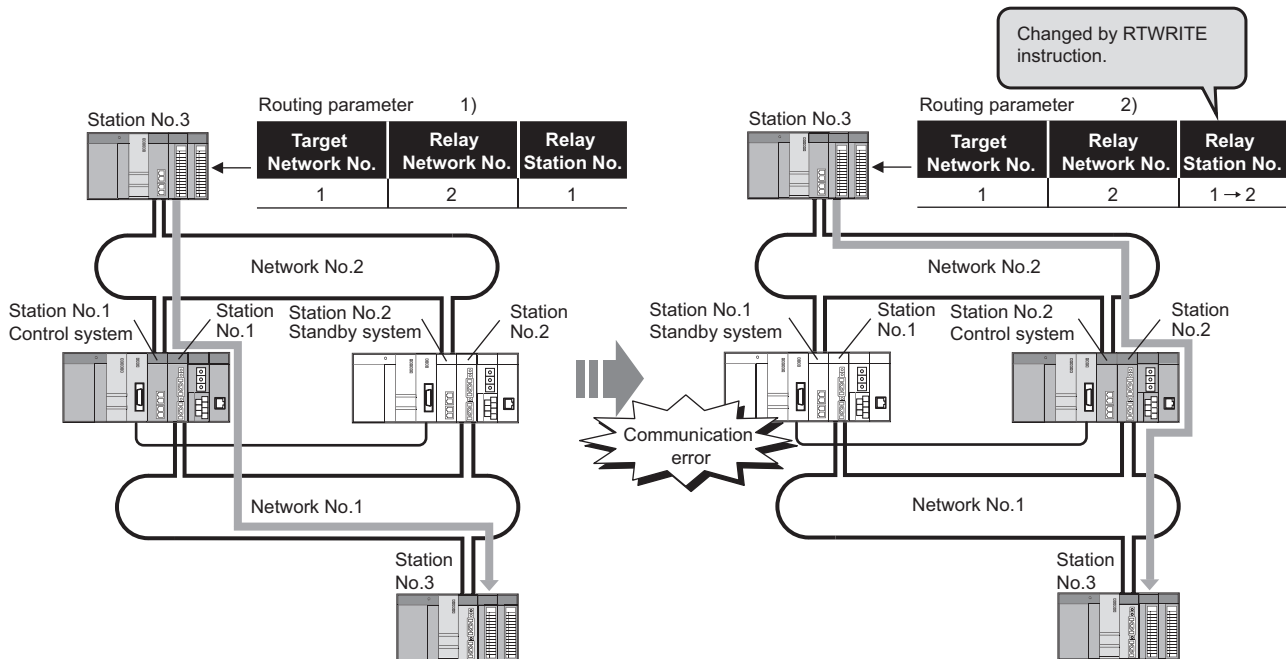 Changed by RTWRITE
instruction.
Station No.3
Routing parameter 1)
Target
Network No.
Relay
Network No.
Relay
Station No.
1
2
1
Network No.2
Station No.1
Control system
Station
No.1
Station No.2
Standby system
Station
No.2
Network No.1
Station
No.3
Communication
error
Station No.3
Routing parameter 2)
Target
Network No.
Relay
Network No.
Relay
Station No.
1
2
1 → 2
Network No.2
Station No.1
Standby system
Station
No.1
Station No.2
Control system
Station
No.2
Network No.1
Station
No.3